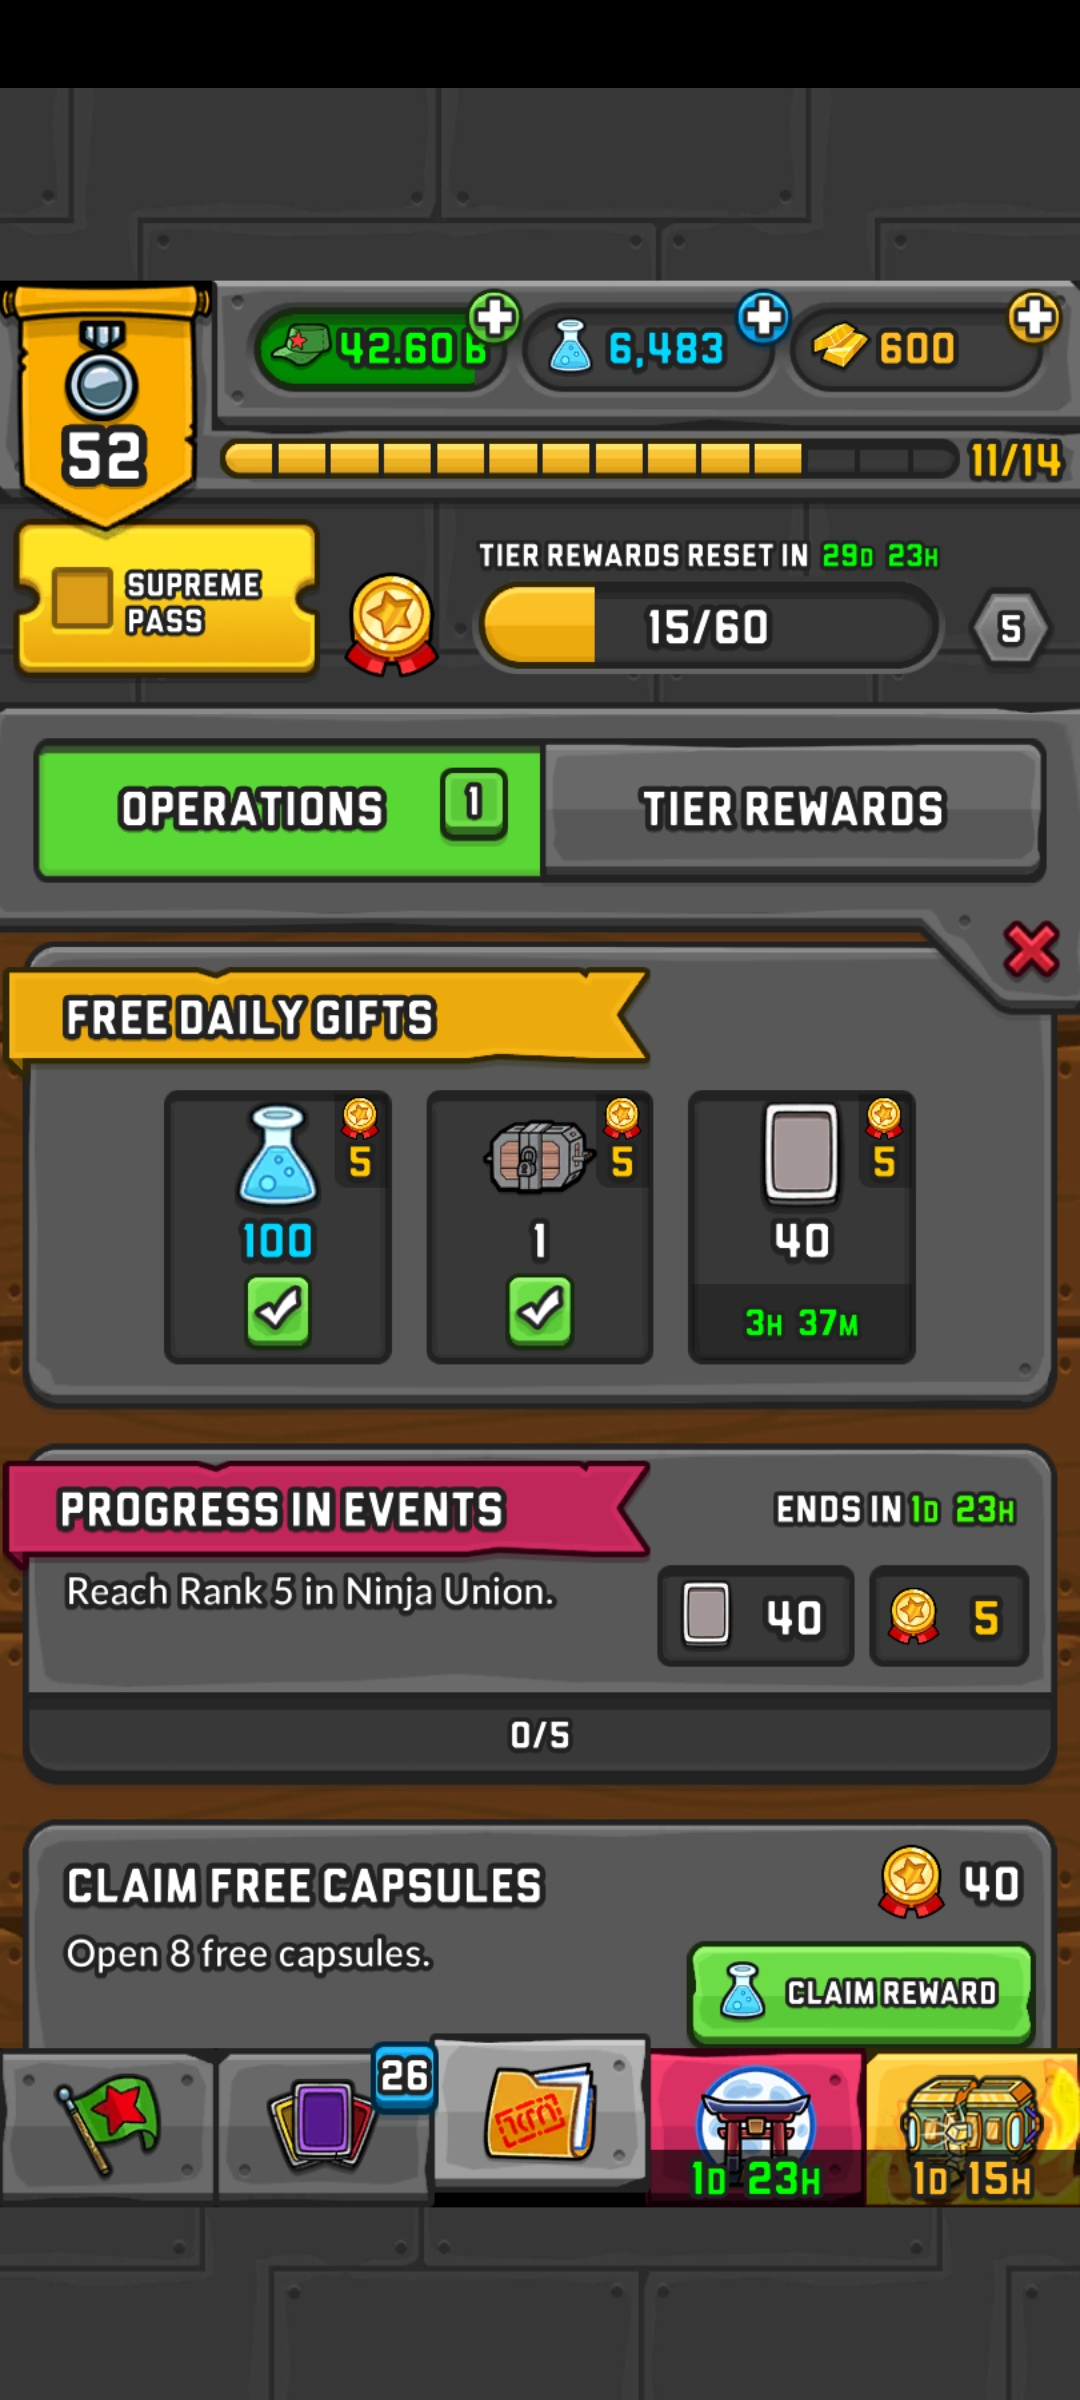 42.60 B
6,483
600
52
11/14
SUPREME
PASS
TIER REWARDS RESET IN 29D 23H
15/60
5
OPERATIONS 1
TIER REWARDS
FREE DAILY GIFTS
5
5
5
100
1
40
3H 37M
PROGRESS IN EVENTS
ENDS IN 1D 23H
Reach Rank 5 in Ninja Union.
40
5
0/5
CLAIM FREE CAPSULES
40
Open 8 free capsules.
CLAIM REWARD
26
1D 23H
1D 15H